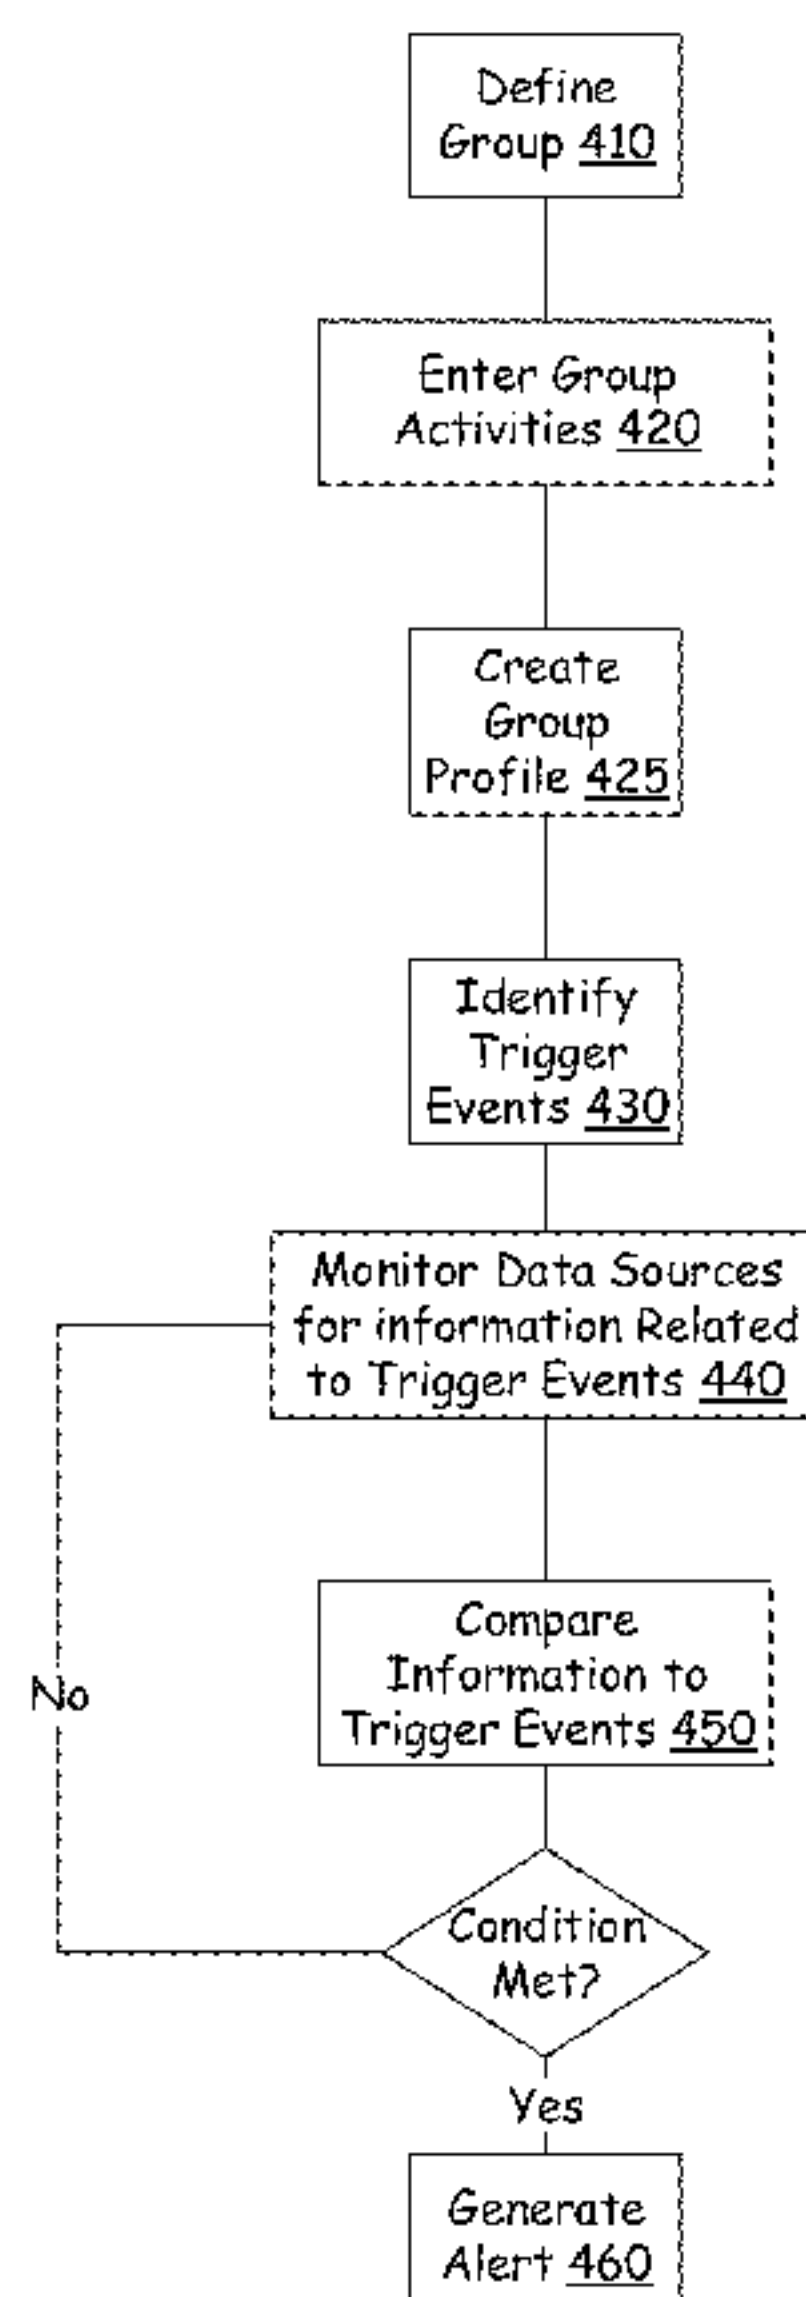 Define
Group 410
Enter Group
Activities 420
Create
Group
Profile 425
Identify
Trigger
Events 430
Monitor Data Sources
for information Related
to Trigger Events 440
Compare
Information to
Trigger Events 450
No
Condition
Met?
Yes
Generate
Alert 460